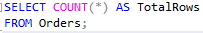 SELECT COUNT(*) AS TotalRows
FROM Orders;